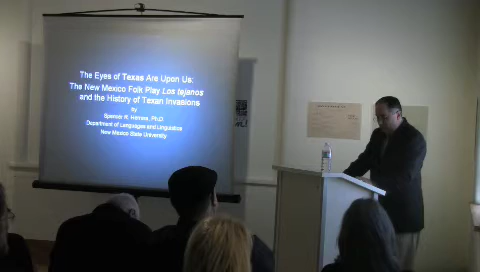 The Eyes of Texas Are Upon Us:
The New Mexico Folk Play Los tejanos
and the History of Texan Invasions
by
Spencer R. Herrera, Ph.D.
Department of Languages and Linguistics
New Mexico State University